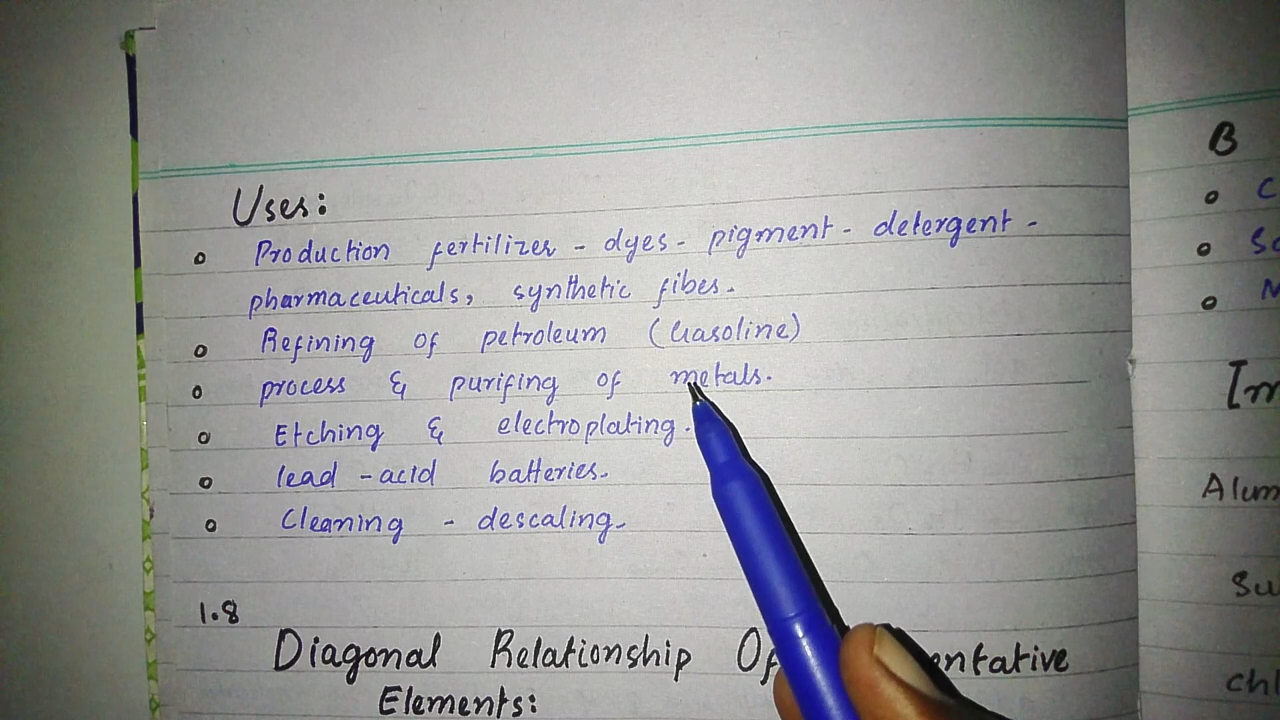 Uses:
Production fertilizer - dyes - pigment - detergent -
pharmaceuticals, synthetic fibes.
Refining of petroleum (Gasoline)
process & purifing of metals.
Etching & electroplating.
lead - acid batteries.
Cleaning - descaling.
1.8
Diagonal Relationship Of
Elements:
B